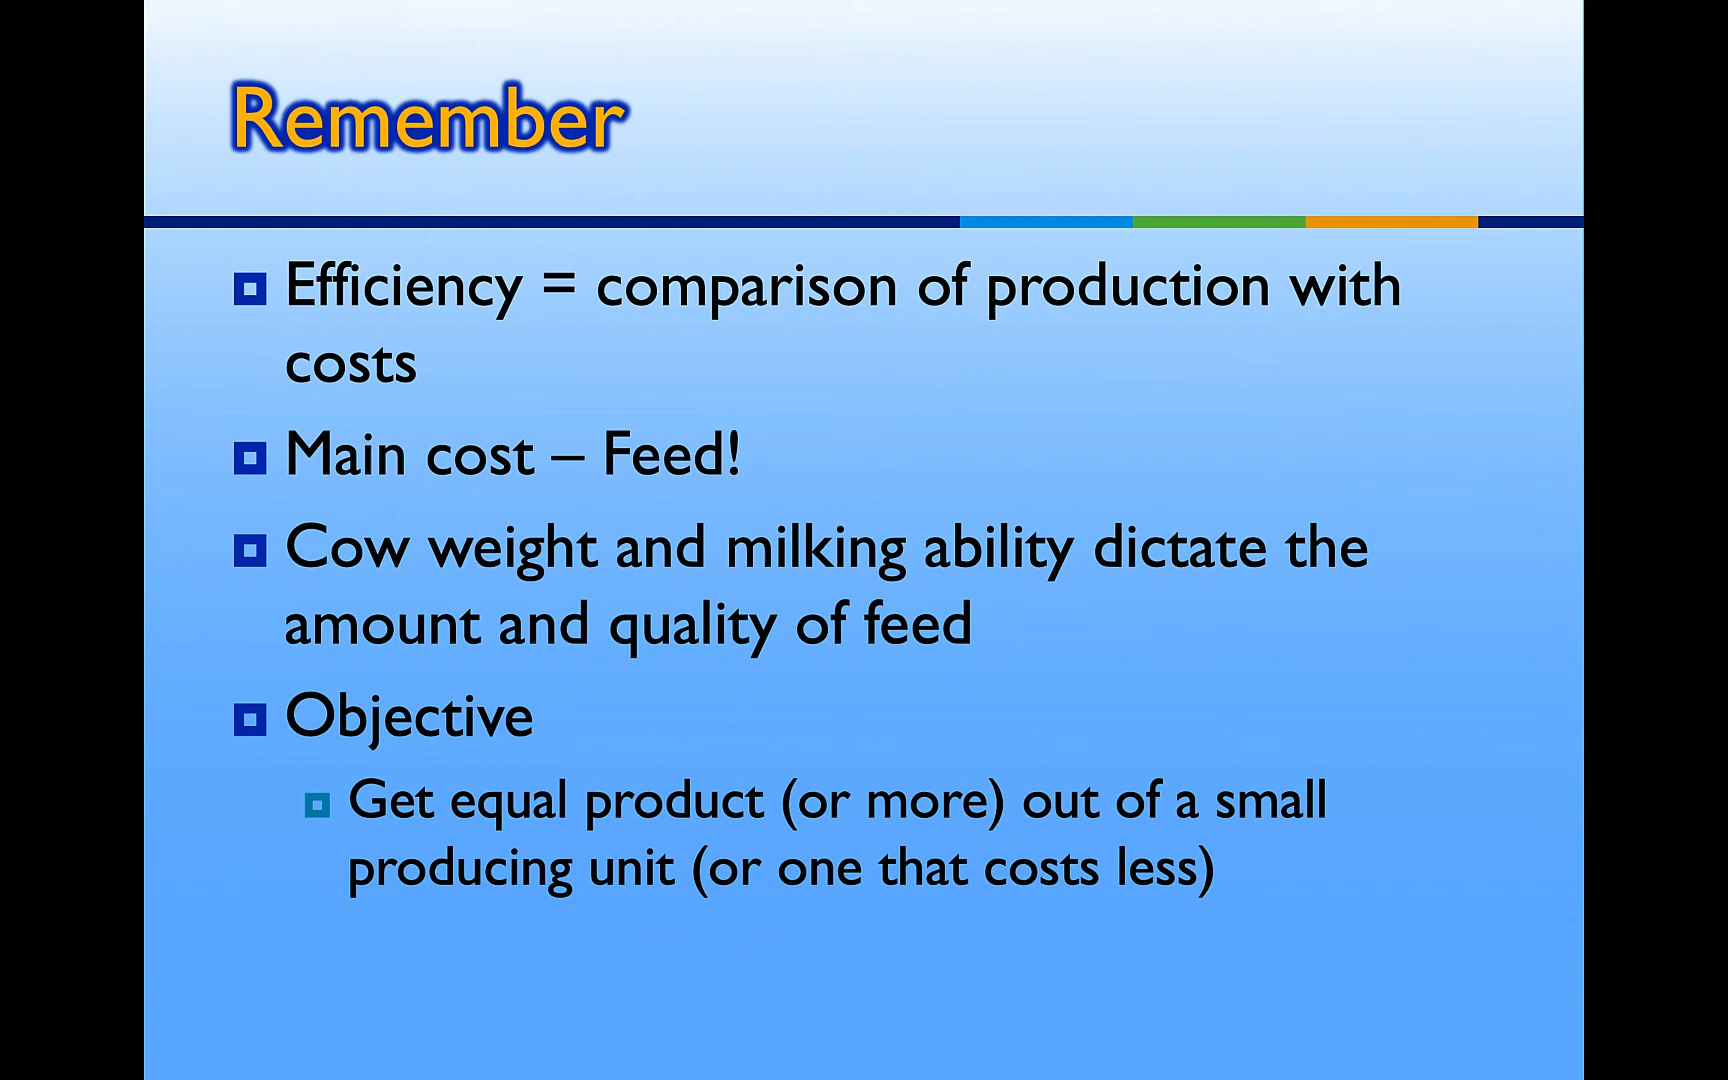 Remember
Efficiency = comparison of production with
costs
Main cost – Feed!
Cow weight and milking ability dictate the
amount and quality of feed
Objective
Get equal product (or more) out of a small
producing unit (or one that costs less)